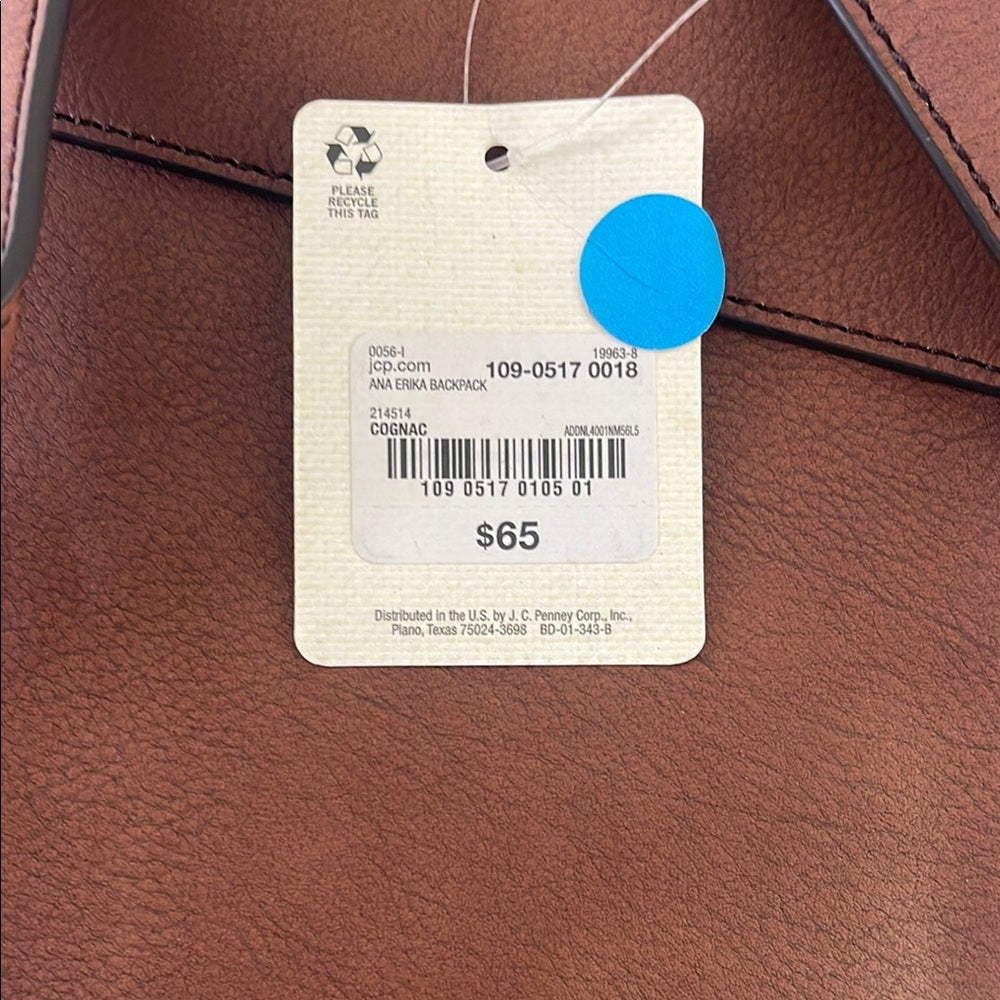 PLEASE
RECYCLE
THIS TAG
0056-I 19963-8
jcp.com 109-0517 0018
ANA ERIKA BACKPACK
214514
COGNAC ADDNL4001NM56L5
109 0517 0105 01
$65
Distributed in the U.S. by J. C. Penney Corp., Inc.,
Plano, Texas 75024-3698 BD-01-343-B